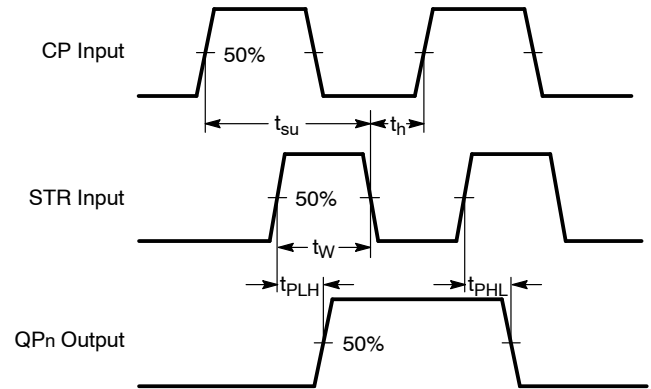 CP Input
50%
tsu
th
STR Input
50%
tW
tPLH
tPHL
QPn Output
50%